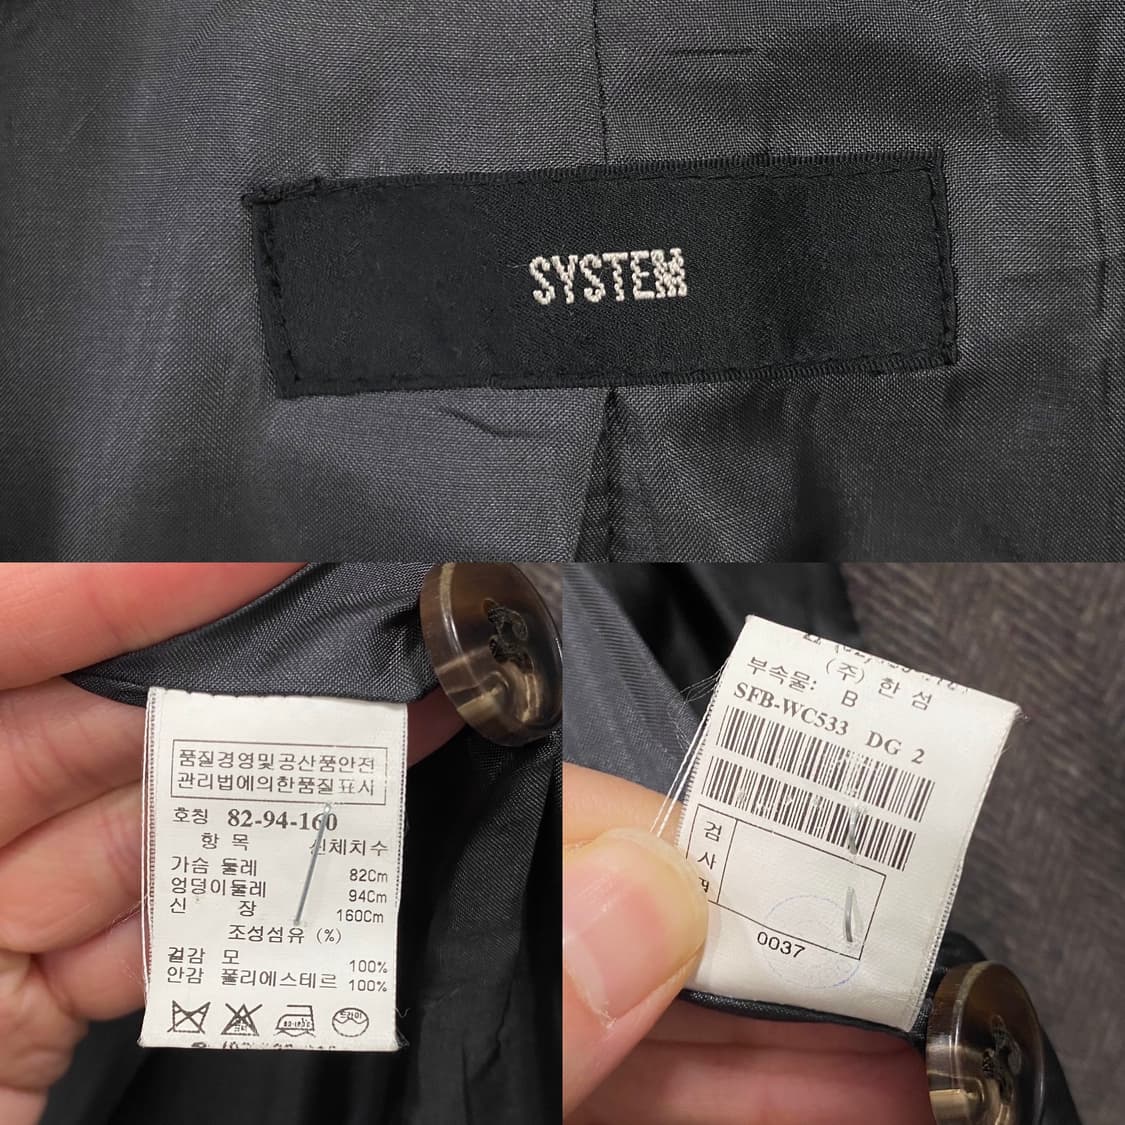 SYSTEM
품질경영및공산품안전
관리법에의한품질표시
호칭 82-94-160
항 목 신체치수
가슴 둘레 82Cm
엉덩이둘레 94Cm
신 장 160Cm
조성섬유 (%)
겉감 모 100%
안감 폴리에스테르 100%
드라이
(주) 한 섬
부속물: B
SFB-WC533 DG 2
검
사
0037